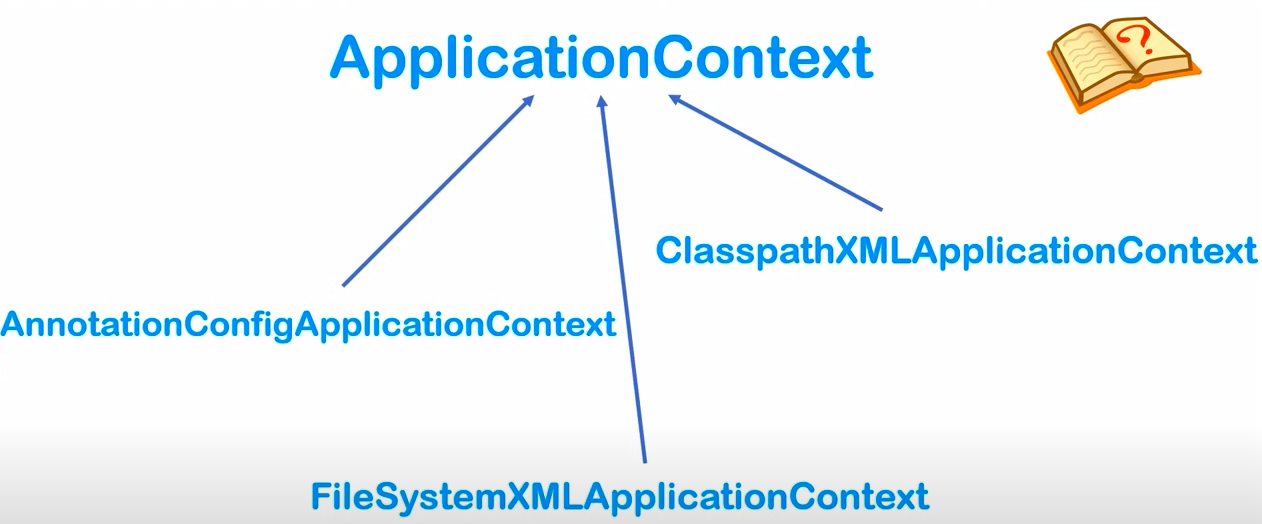 ApplicationContext
?
ClasspathXMLApplicationContext
AnnotationConfigApplicationContext
FileSystemXMLApplicationContext